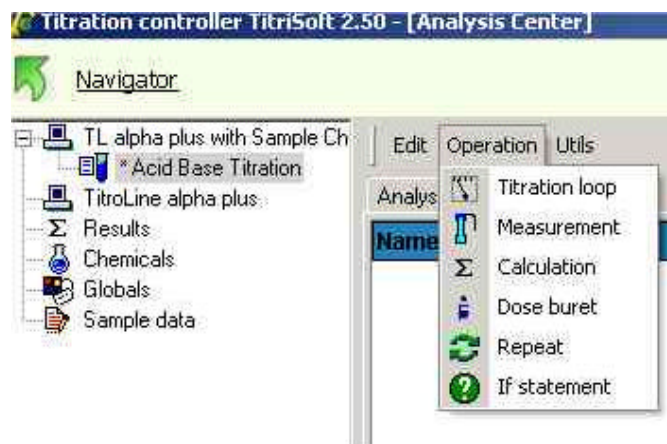 Titration controller TitriSoft 2.50 - [Analysis Center]
Navigator
TL alpha plus with Sample Ch
* Acid Base Titration
TitroLine alpha plus
Σ Results
Chemicals
Globals
Sample data
Edit Operation Utils
Analys
Name
Titration loop
Measurement
Σ Calculation
Dose buret
Repeat
? If statement